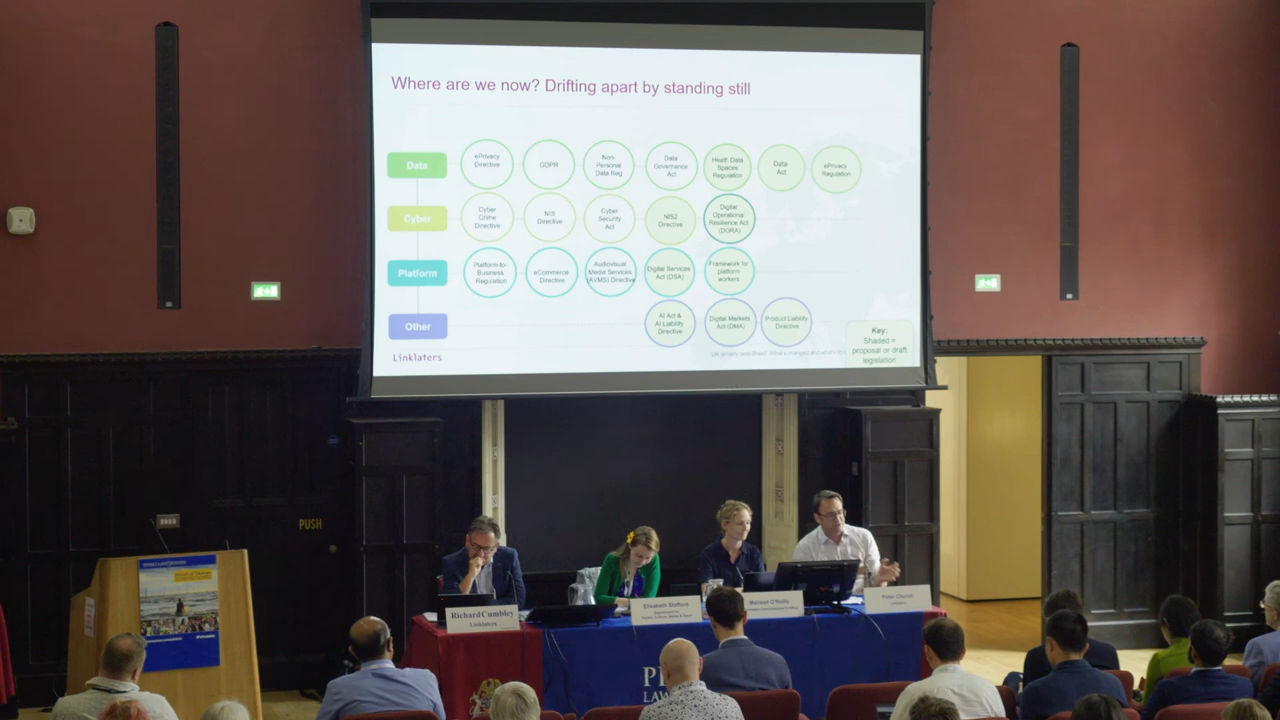 Where are we now? Drifting apart by standing still
Data
ePrivacy
Directive
GDPR
Non-
Personal
Data Reg
Data
Governance
Act
Health Data
Spaces
Regulation
Data
Act
ePrivacy
Regulation
Cyber
Cyber
Crime
Directive
NIS
Directive
Cyber
Security
Act
NIS2
Directive
Digital
Operational
Resilience Act
(DORA)
Platform
Platform-to-
Business
Regulation
eCommerce
Directive
Audiovisual
Media Services
(AVMS) Directive
Digital Services
Act (DSA)
Framework for
platform
workers
Other
AI Act &
AI Liability
Directive
Digital Markets
Act (DMA)
Product Liability
Directive
Key:
Shaded =
proposal or draft
legislation
Linklaters
PUSH
Richard Cumbley
Linklaters
Elisabeth Stafford
Maireed O'Reilly
Peter Church
Linklaters